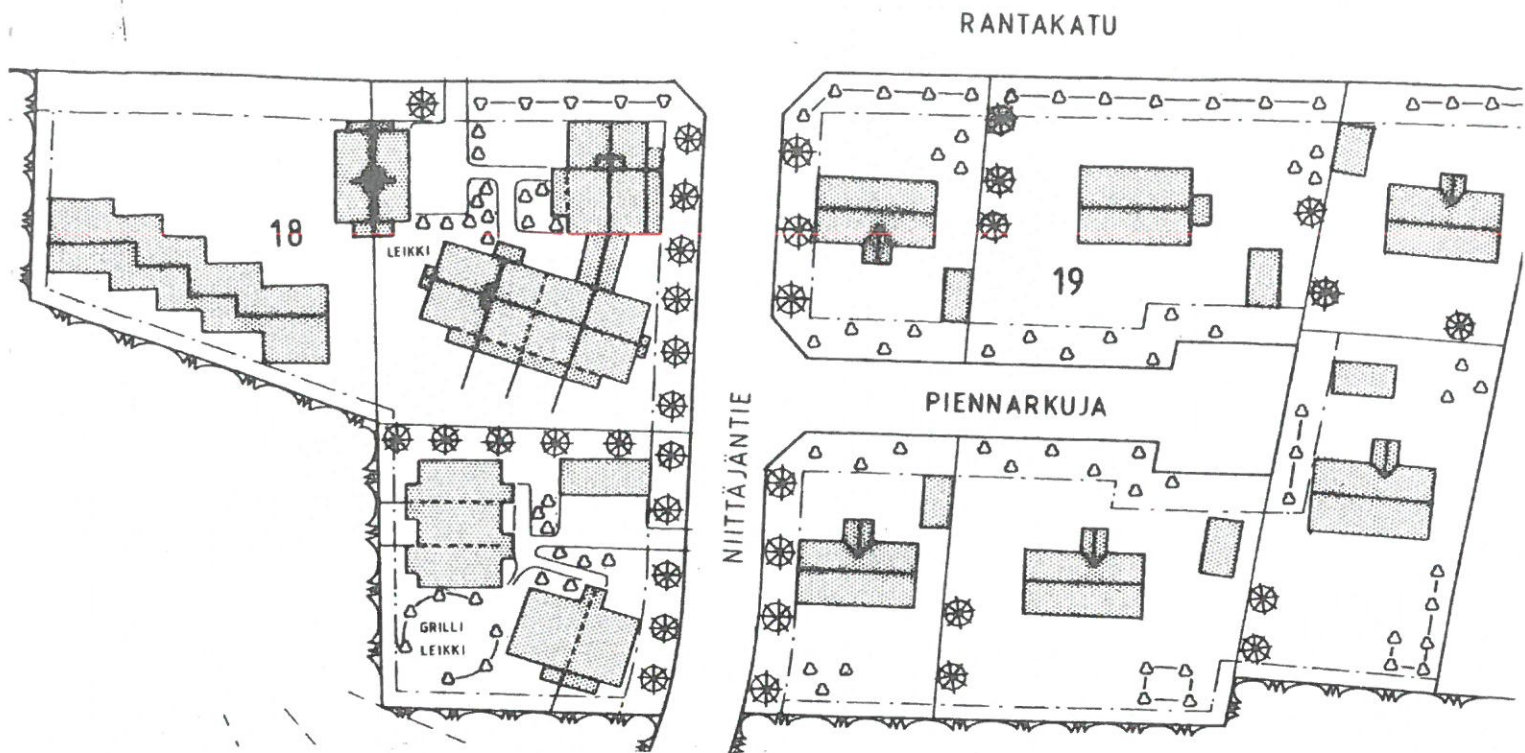 RANTAKATU
18
LEIKKI
19
PIENNARKUJA
NIITTÄJÄNTIE
GRILLI
LEIKKI